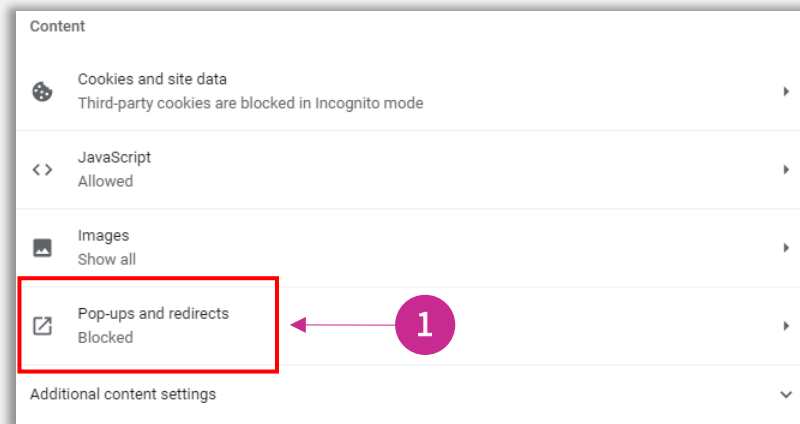 Content
Cookies and site data
Third-party cookies are blocked in Incognito mode
JavaScript
Allowed
Images
Show all
Pop-ups and redirects
Blocked
1
Additional content settings